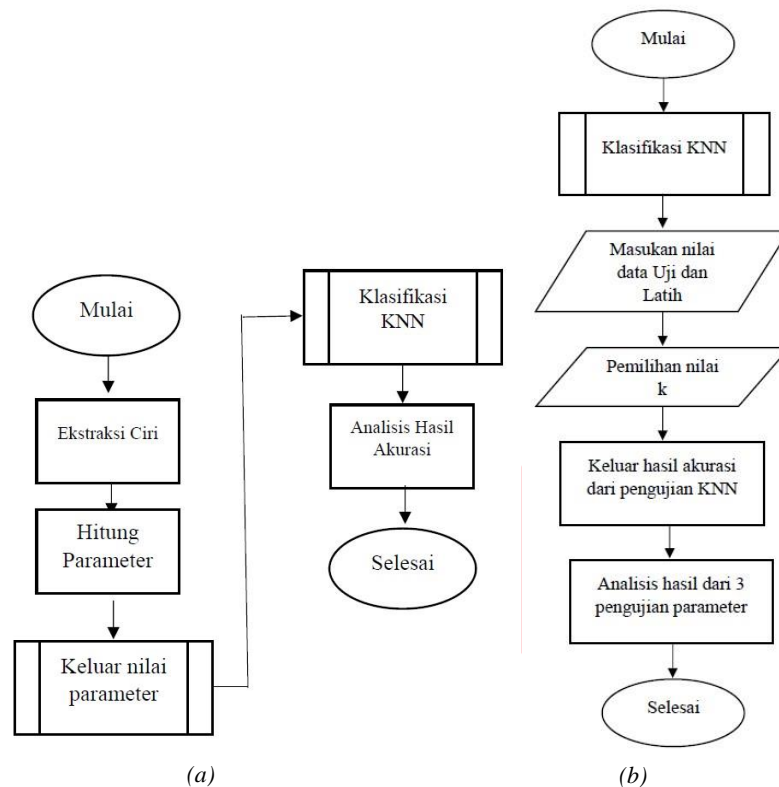 Mulai
Ekstraksi Ciri
Hitung
Parameter
Keluar nilai
parameter
Klasifikasi
KNN
Analisis Hasil
Akurasi
Selesai
(a)
Mulai
Klasifikasi KNN
Masukan nilai
data Uji dan
Latih
Pemilihan nilai
k
Keluar hasil akurasi
dari pengujian KNN
Analisis hasil dari 3
pengujian parameter
Selesai
(b)